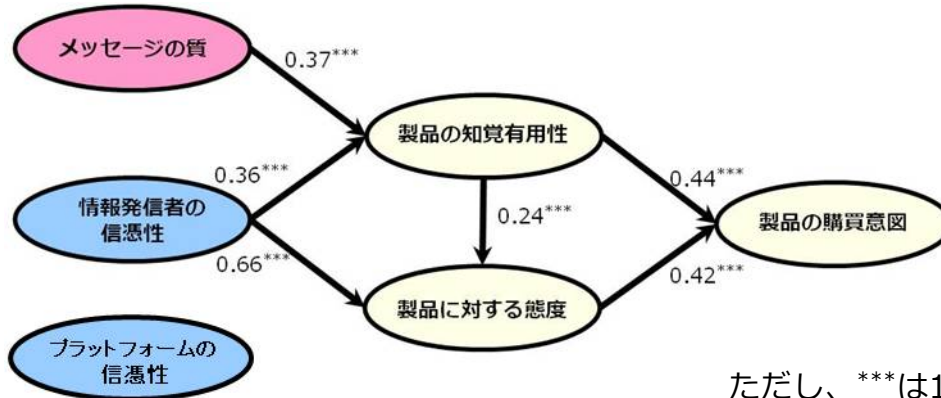 メッセージの質
0.37***
製品の知覚有用性
0.36***
0.44***
情報発信者の
信憑性
0.24***
製品の購買意図
0.66***
0.42***
製品に対する態度
プラットフォームの
信憑性
ただし、***は1